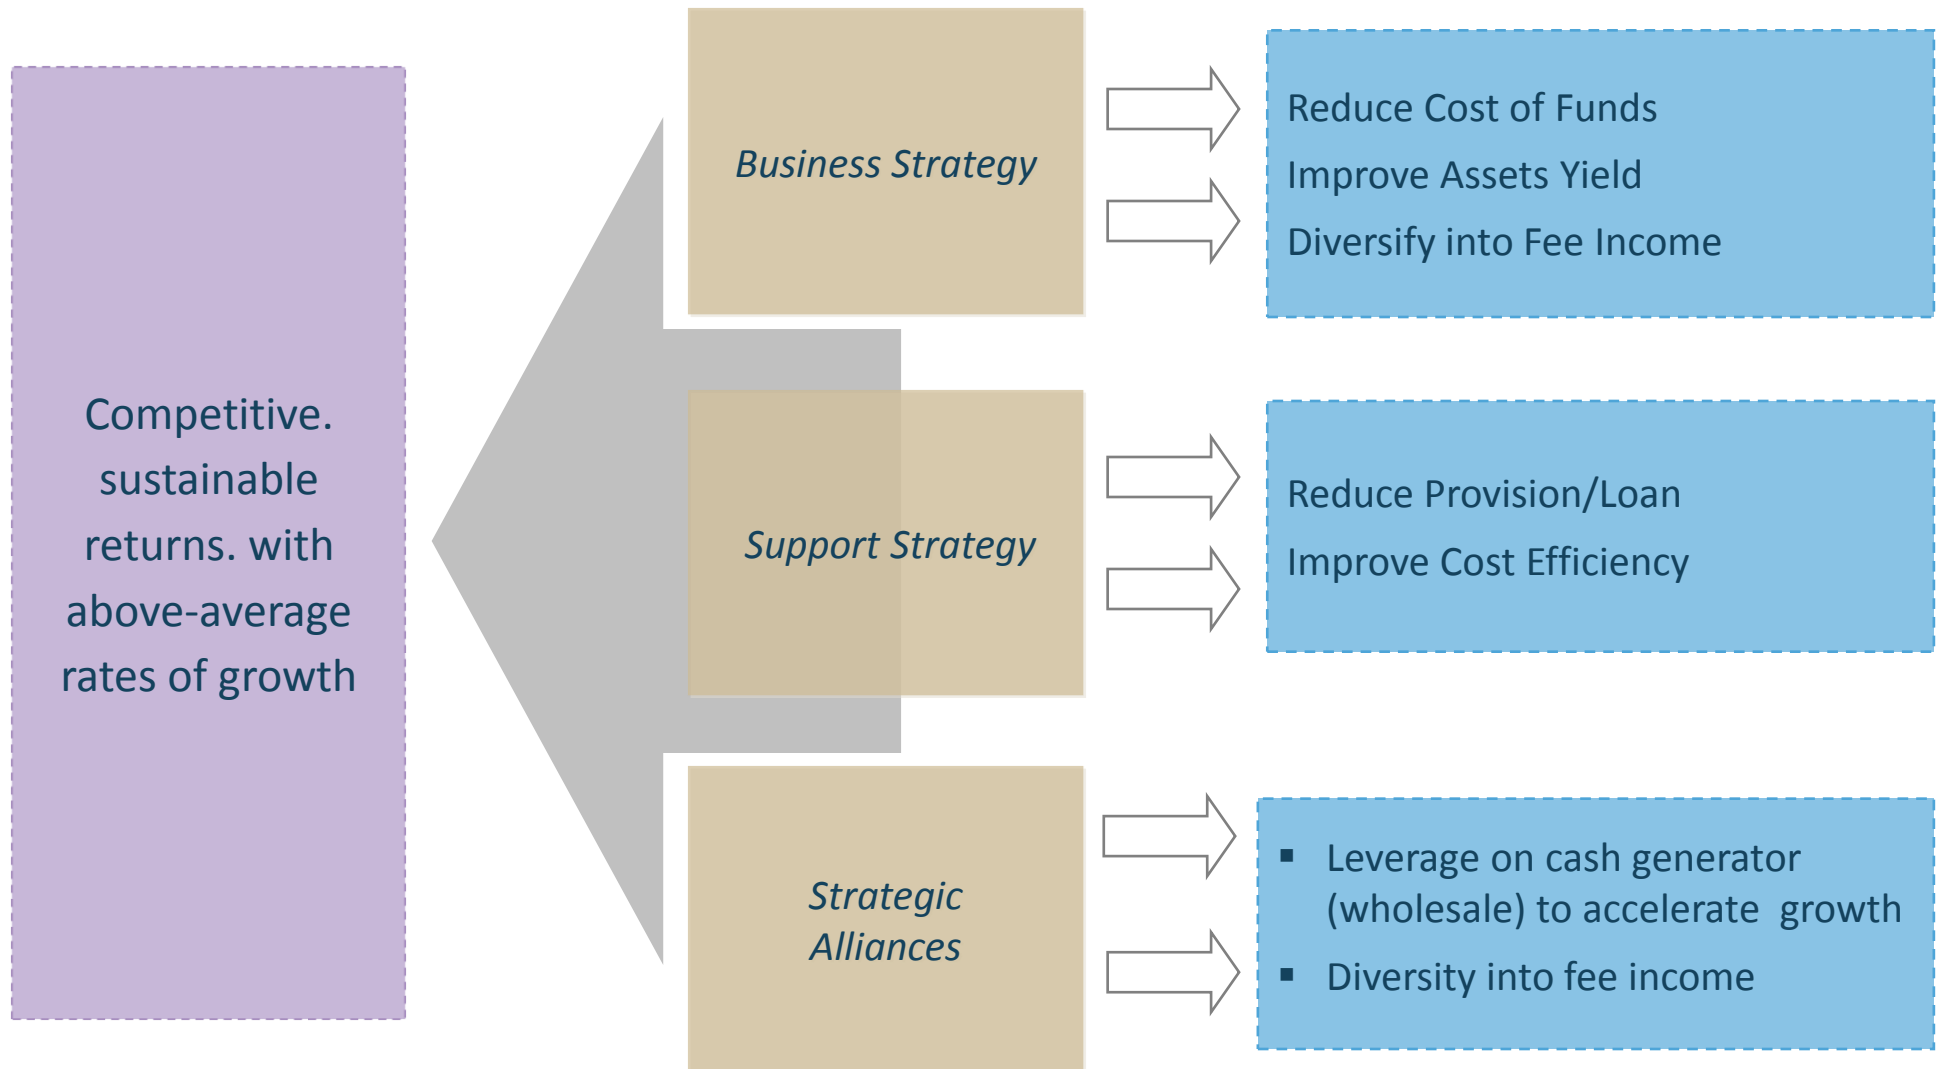 Competitive.
sustainable
returns. with
above-average
rates of growth
Business Strategy
Reduce Cost of Funds
Improve Assets Yield
Diversify into Fee Income
Support Strategy
Reduce Provision/Loan
Improve Cost Efficiency
Strategic
Alliances
▪ Leverage on cash generator
(wholesale) to accelerate  growth
▪ Diversity into fee income